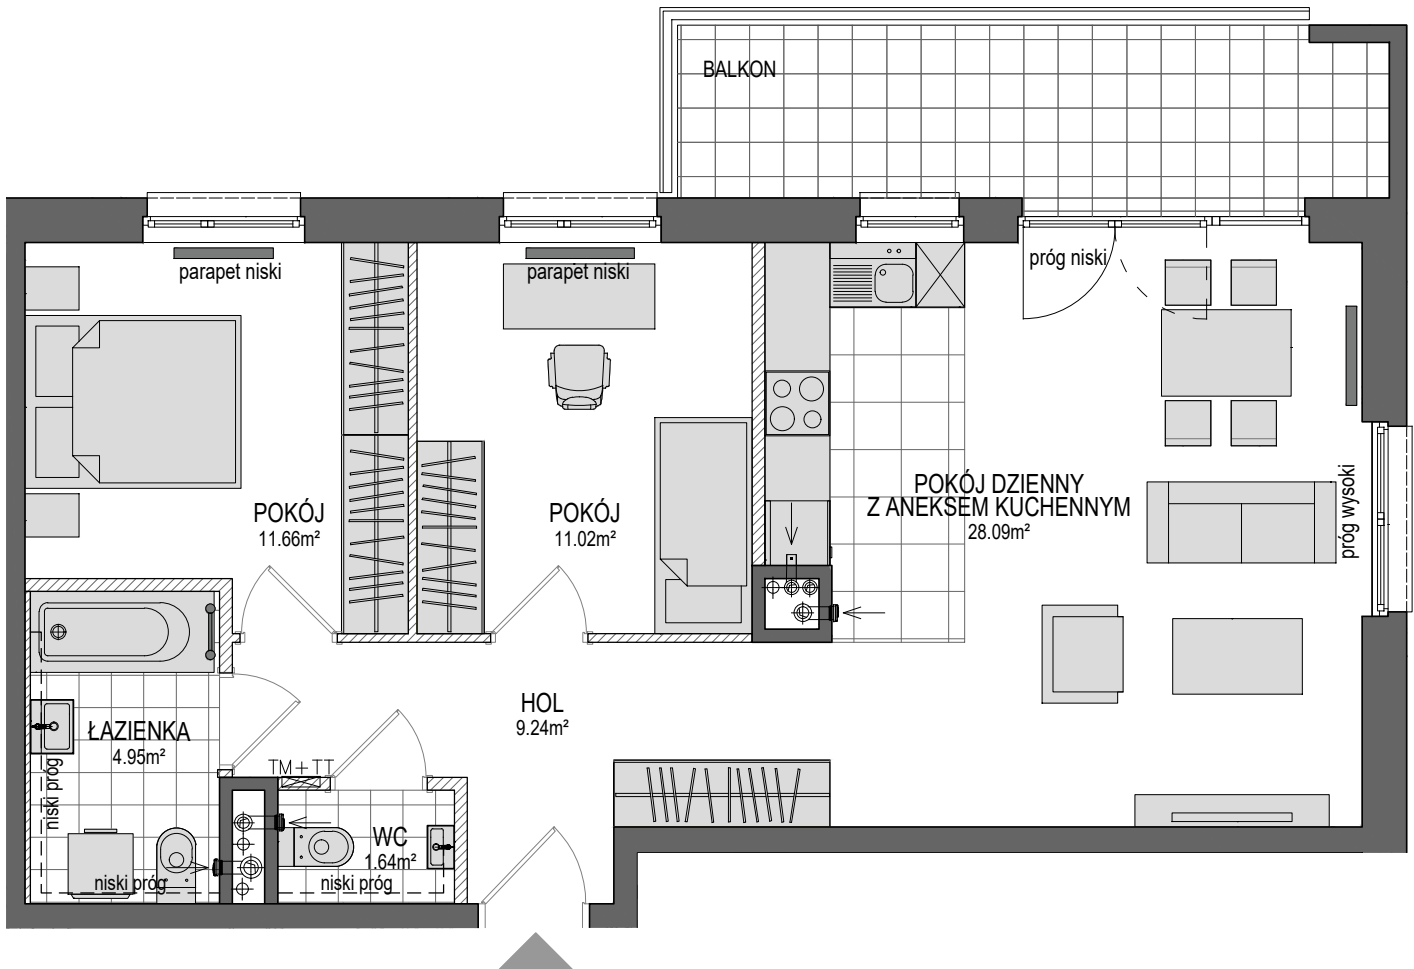 BALKON
parapet niski
parapet niski
próg niski
POKÓJ
11.66m²
POKÓJ
11.02m²
POKÓJ DZIENNY
Z ANEKSEM KUCHENNYM
28.09m²
próg wysoki
HOL
9.24m²
ŁAZIENKA
4.95m²
niski próg
TM+TT
WC
1.64m²
niski próg
niski próg